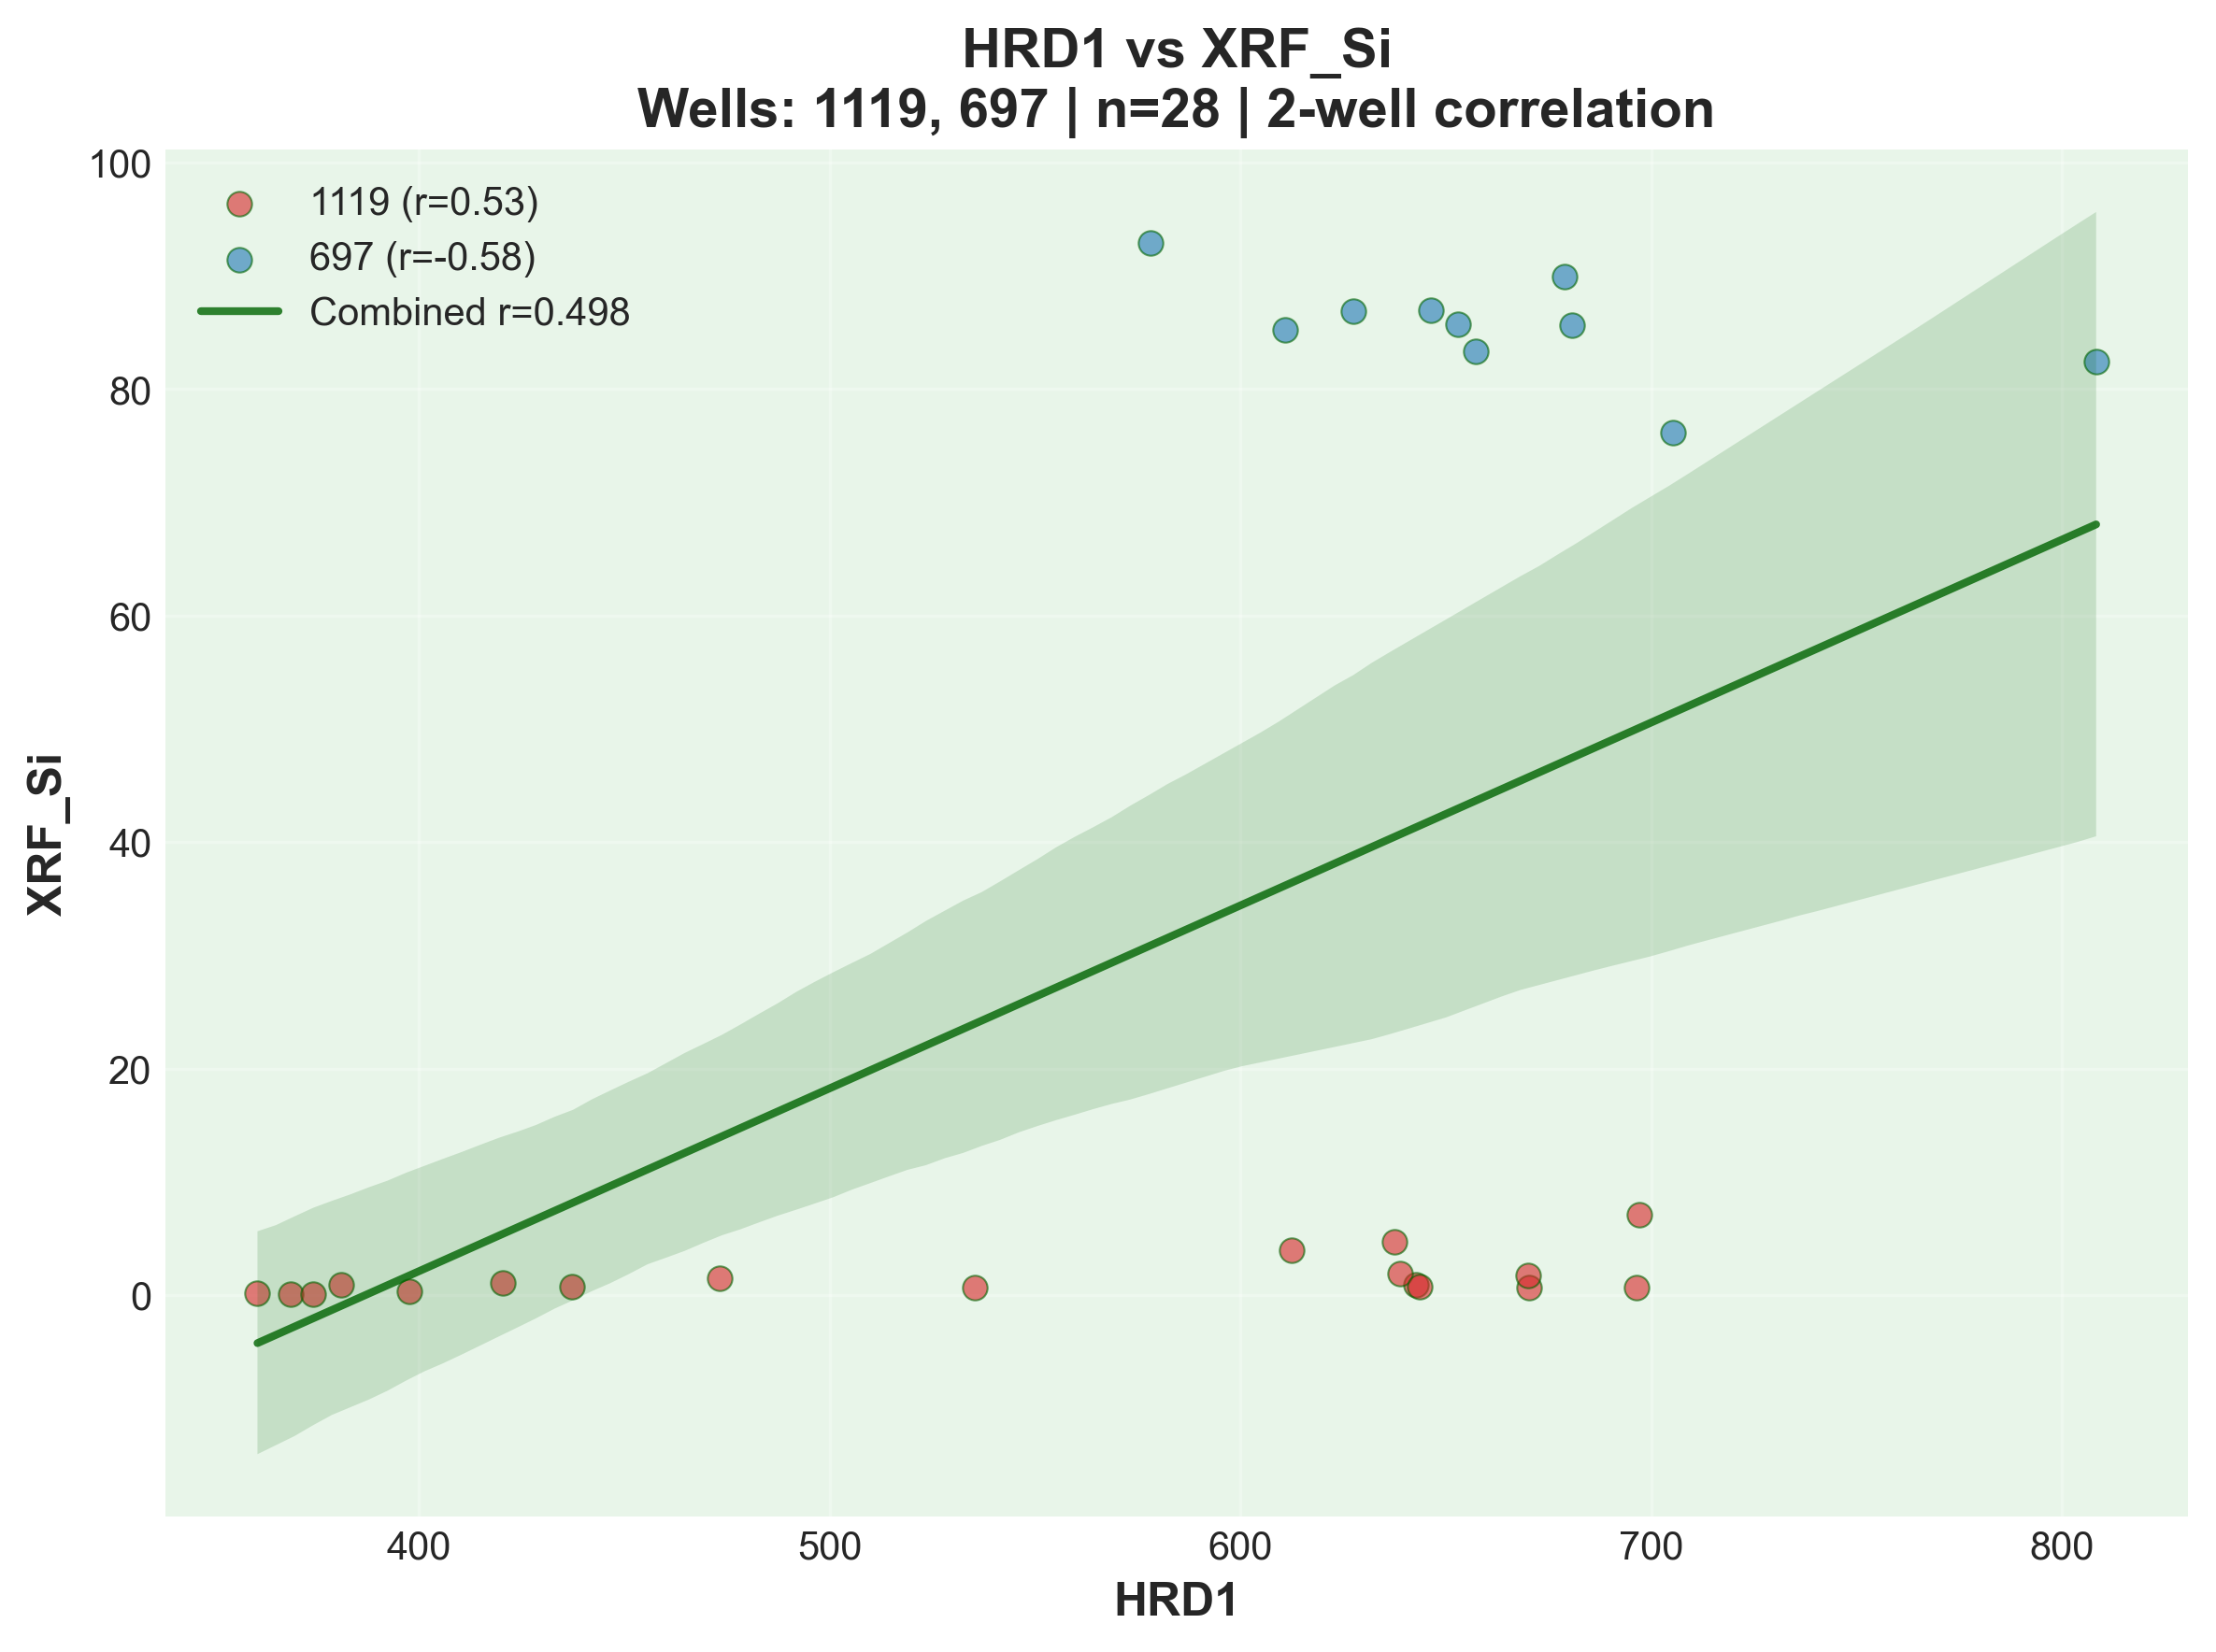 HRD1 vs XRF_Si
Wells: 1119, 697 | n=28 | 2-well correlation
1119 (r=0.53)
697 (r=-0.58)
Combined r=0.498
XRF_Si
100
80
60
40
20
0
400
500
600
700
800
HRD1